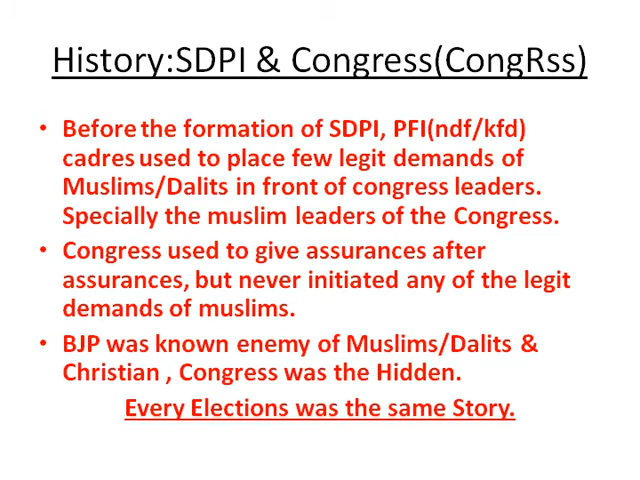 History:SDPI & Congress(CongRss)
• Before the formation of SDPI, PFI(ndf/kfd)
cadres used to place few legit demands of
Muslims/Dalits in front of congress leaders.
Specially the muslim leaders of the Congress.
• Congress used to give assurances after
assurances, but never initiated any of the legit
demands of muslims.
• BJP was known enemy of Muslims/Dalits &
Christian , Congress was the Hidden.
Every Elections was the same Story.